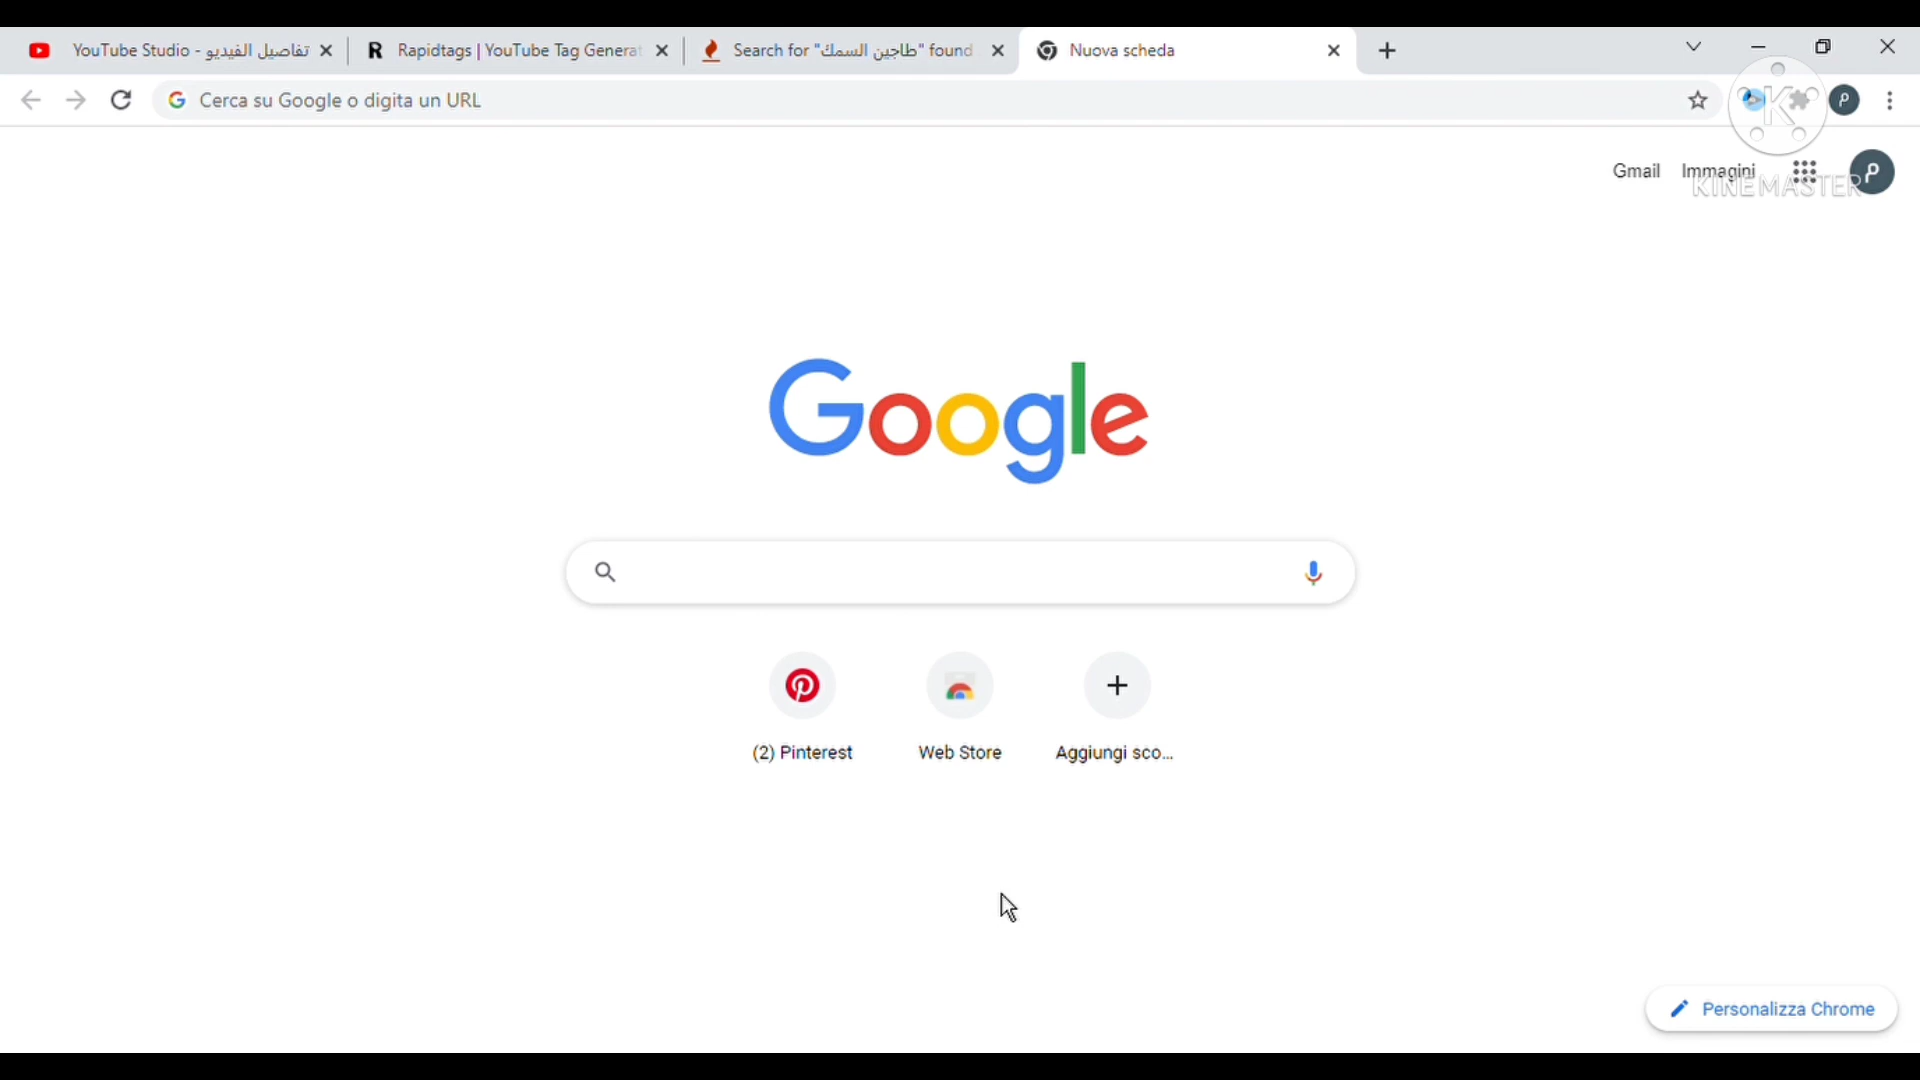 YouTube Studio - تفاصيل الفيديو
Rapidtags | YouTube Tag Generat
Search for "طاجين السمك" found
Nuova scheda
Cerca su Google o digita un URL
Gmail
Immagini
KINEMASTER
Google
(2) Pinterest
Web Store
Aggiungi sco...
Personalizza Chrome